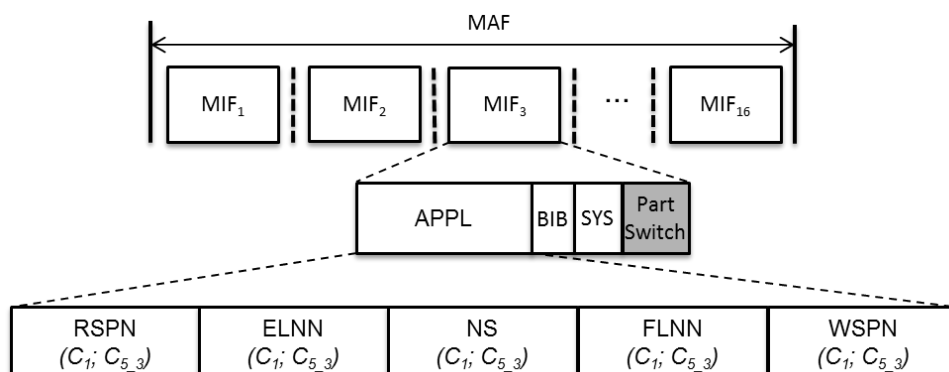 MAF
MIF1 MIF2 MIF3 ... MIF16
APPL BIB SYS Part
Switch
RSPN ELNN NS FLNN WSPN
(C1; C5_3) (C1; C5_3) (C1; C5_3) (C1; C5_3) (C1; C5_3)